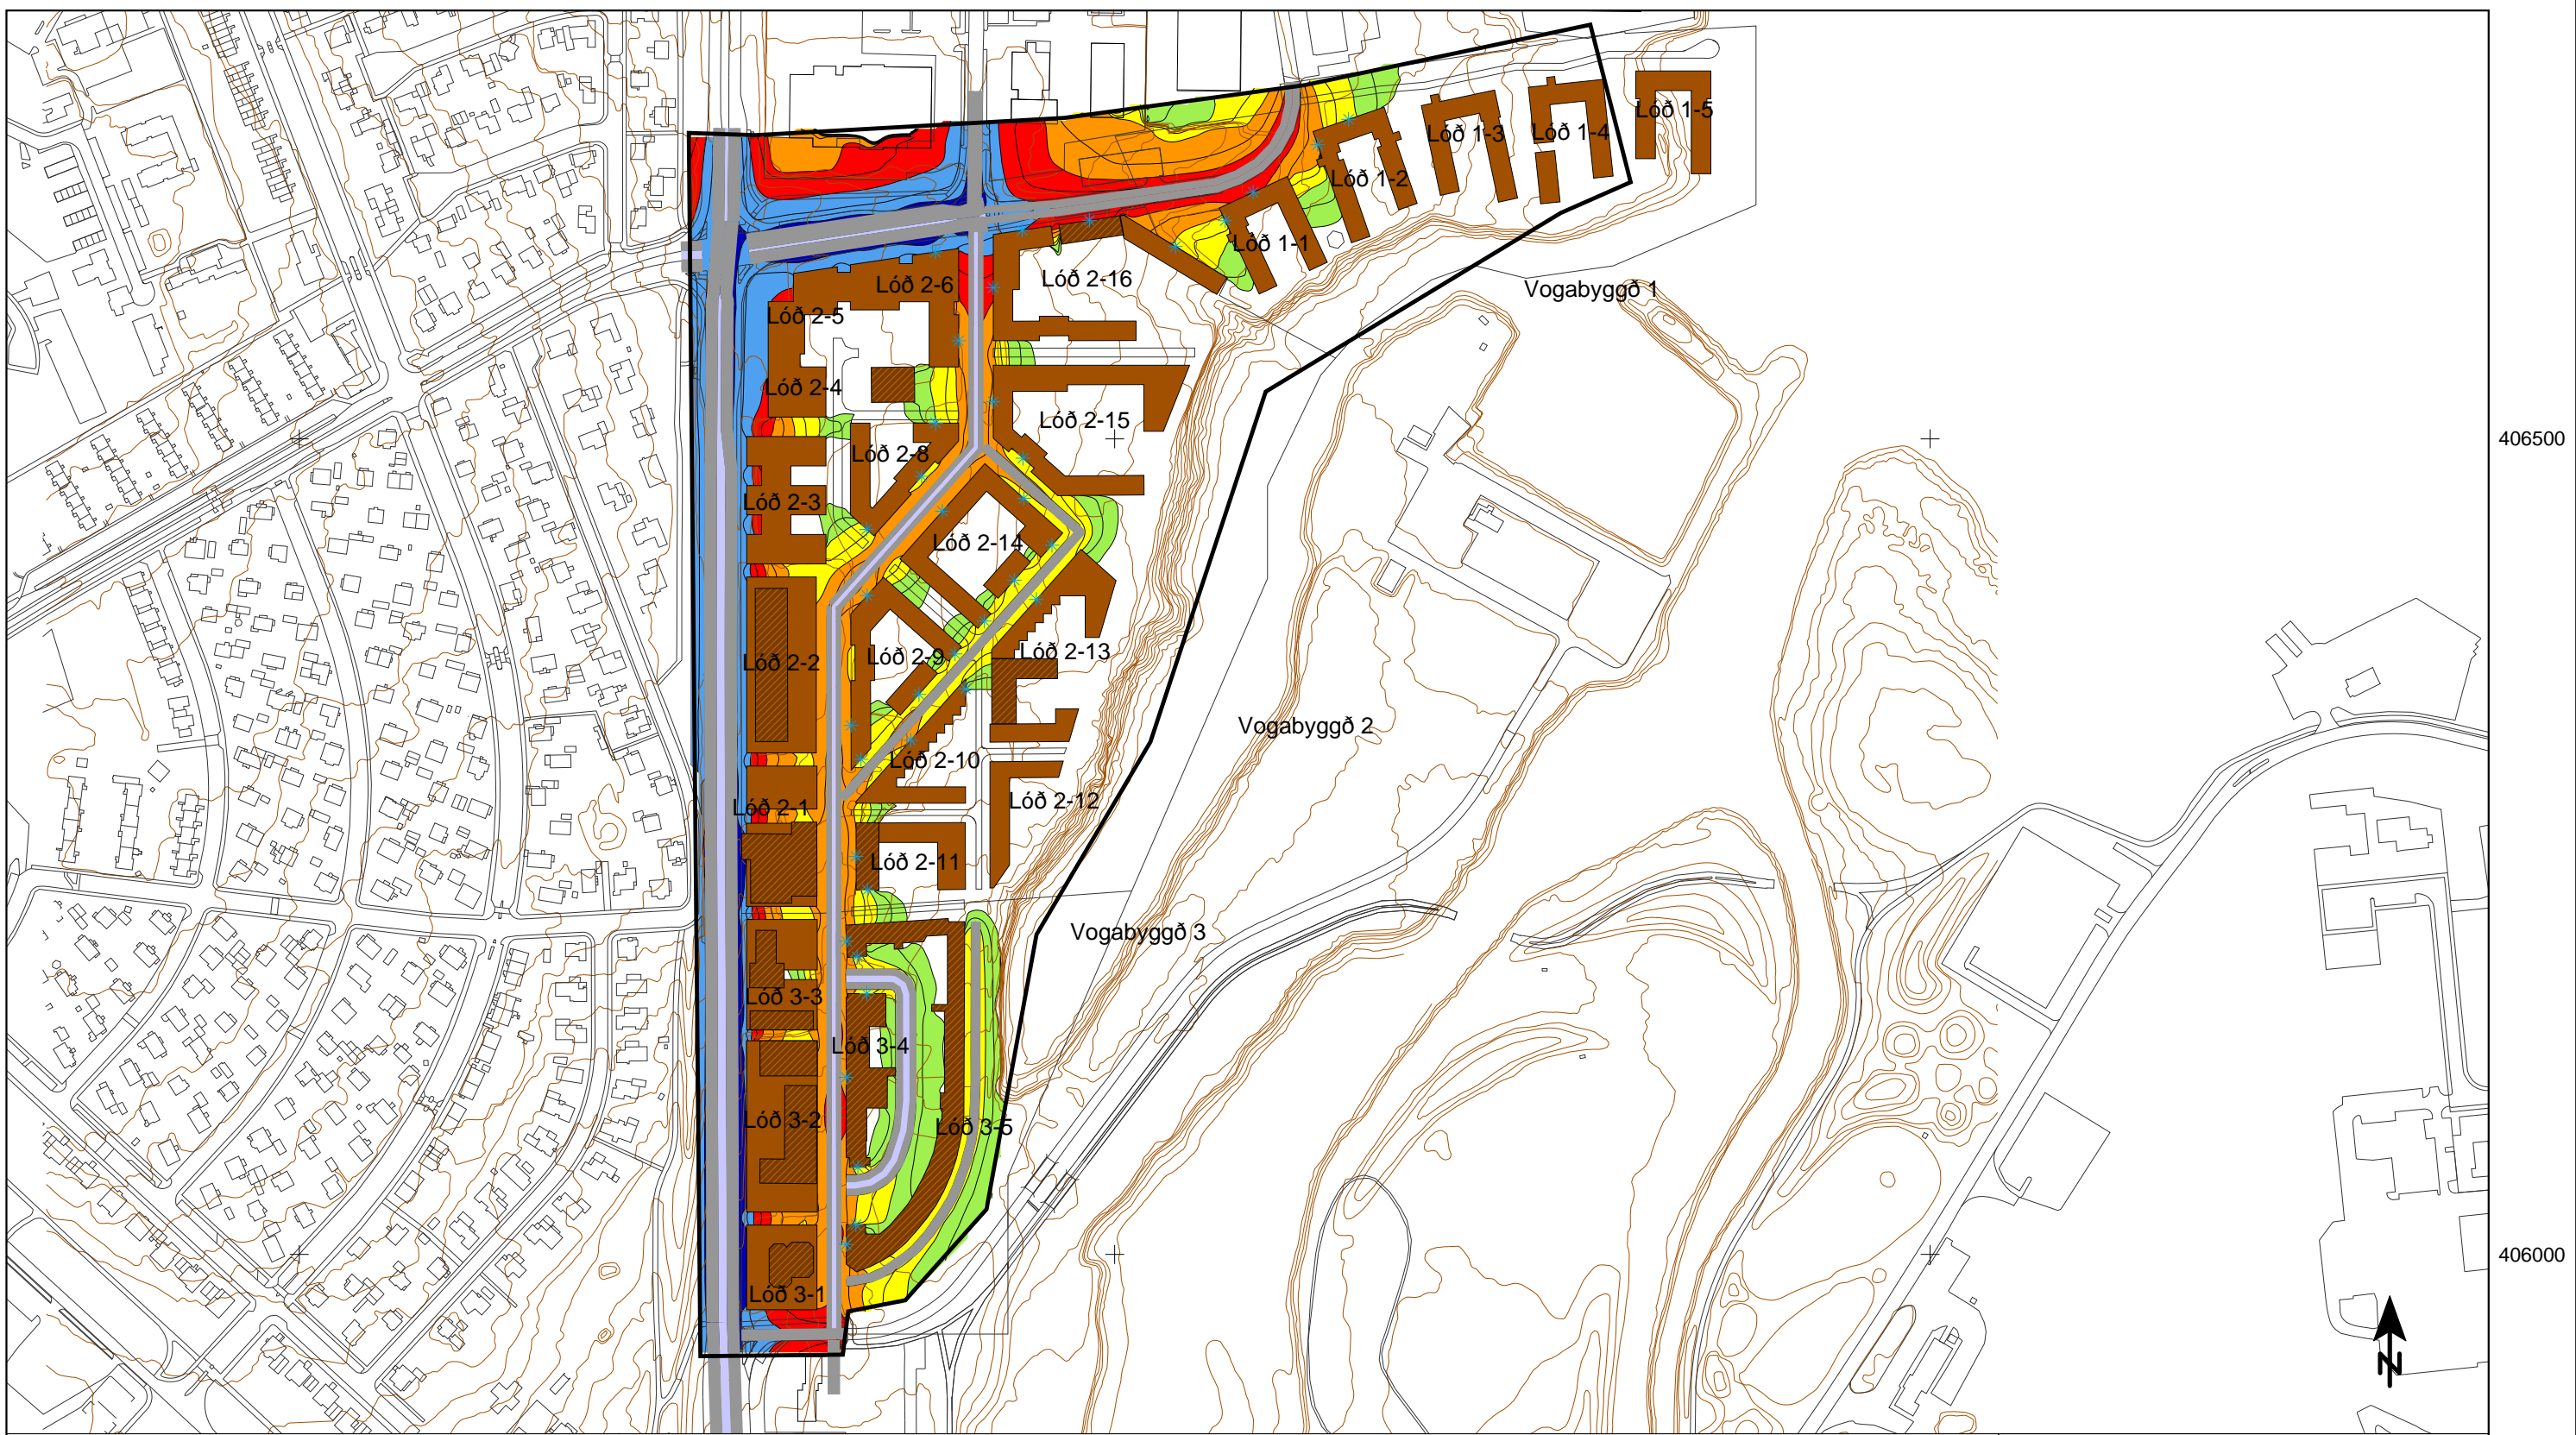 Lóð 1-5
Lóð 1-4
Lóð 1-3
Lóð 1-2
Lóð 1-1
Lóð 2-16
Lóð 2-6
Vogabyggð 1
Lóð 2-5
Lóð 2-4
Lóð 2-15
406500
Lóð 2-8
Lóð 2-3
Lóð 2-14
Lóð 2-13
Lóð 2-9
Lóð 2-2
Vogabyggð 2
Lóð 2-10
Lóð 2-12
Lóð 2-1
Lóð 2-11
Vogabyggð 3
Lóð 3-3
Lóð 3-4
Lóð 3-2
Lóð 3-5
406000
Lóð 3-1
N